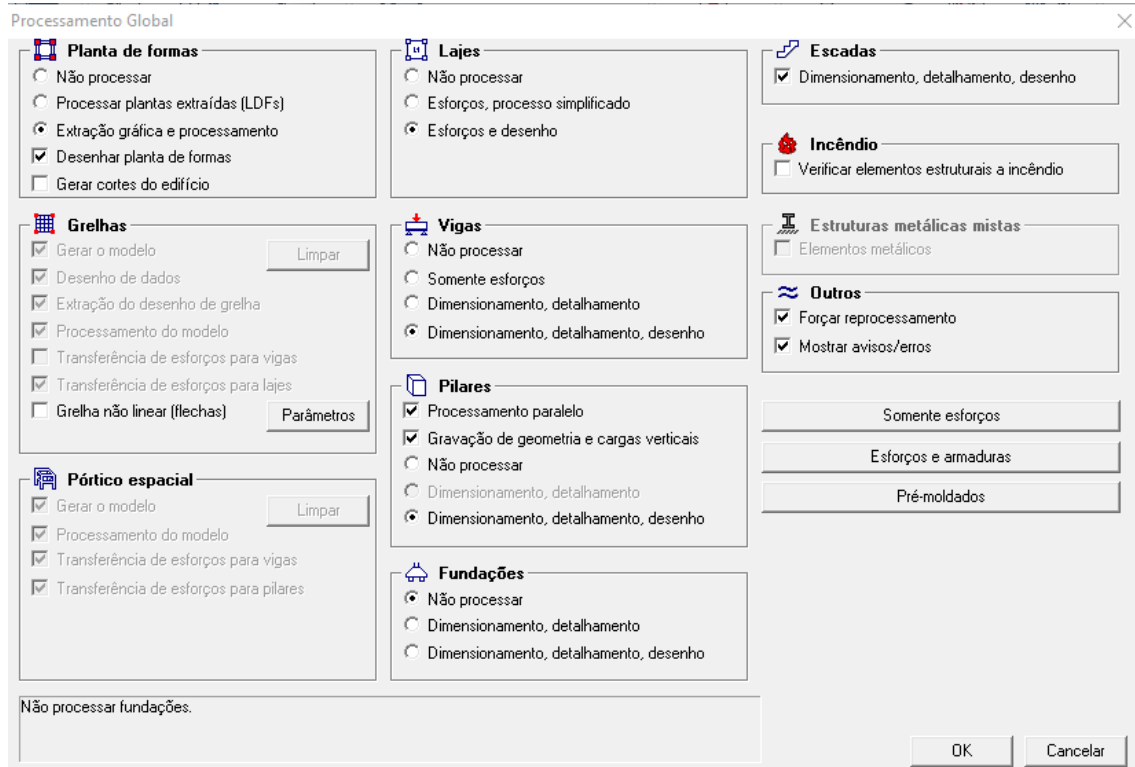 Processamento Global
Planta de formas
Não processar
Processar plantas extraídas (LDFs)
Extração gráfica e processamento
Desenhar planta de formas
Gerar cortes do edifício
Grelhas
Gerar o modelo
Limpar
Desenho de dados
Extração do desenho de grelha
Processamento do modelo
Transferência de esforços para vigas
Transferência de esforços para lajes
Grelha não linear (flechas)
Parâmetros
Pórtico espacial
Gerar o modelo
Limpar
Processamento do modelo
Transferência de esforços para vigas
Transferência de esforços para pilares
Lajes
Não processar
Esforços, processo simplificado
Esforços e desenho
Vigas
Não processar
Somente esforços
Dimensionamento, detalhamento
Dimensionamento, detalhamento, desenho
Pilares
Processamento paralelo
Gravação de geometria e cargas verticais
Não processar
Dimensionamento, detalhamento
Dimensionamento, detalhamento, desenho
Fundações
Não processar
Dimensionamento, detalhamento
Dimensionamento, detalhamento, desenho
Escadas
Dimensionamento, detalhamento, desenho
Incêndio
Verificar elementos estruturais a incêndio
Estruturas metálicas mistas
Elementos metálicos
Outros
Forçar reprocessamento
Mostrar avisos/erros
Somente esforços
Esforços e armaduras
Pré-moldados
Não processar fundações.
OK
Cancelar